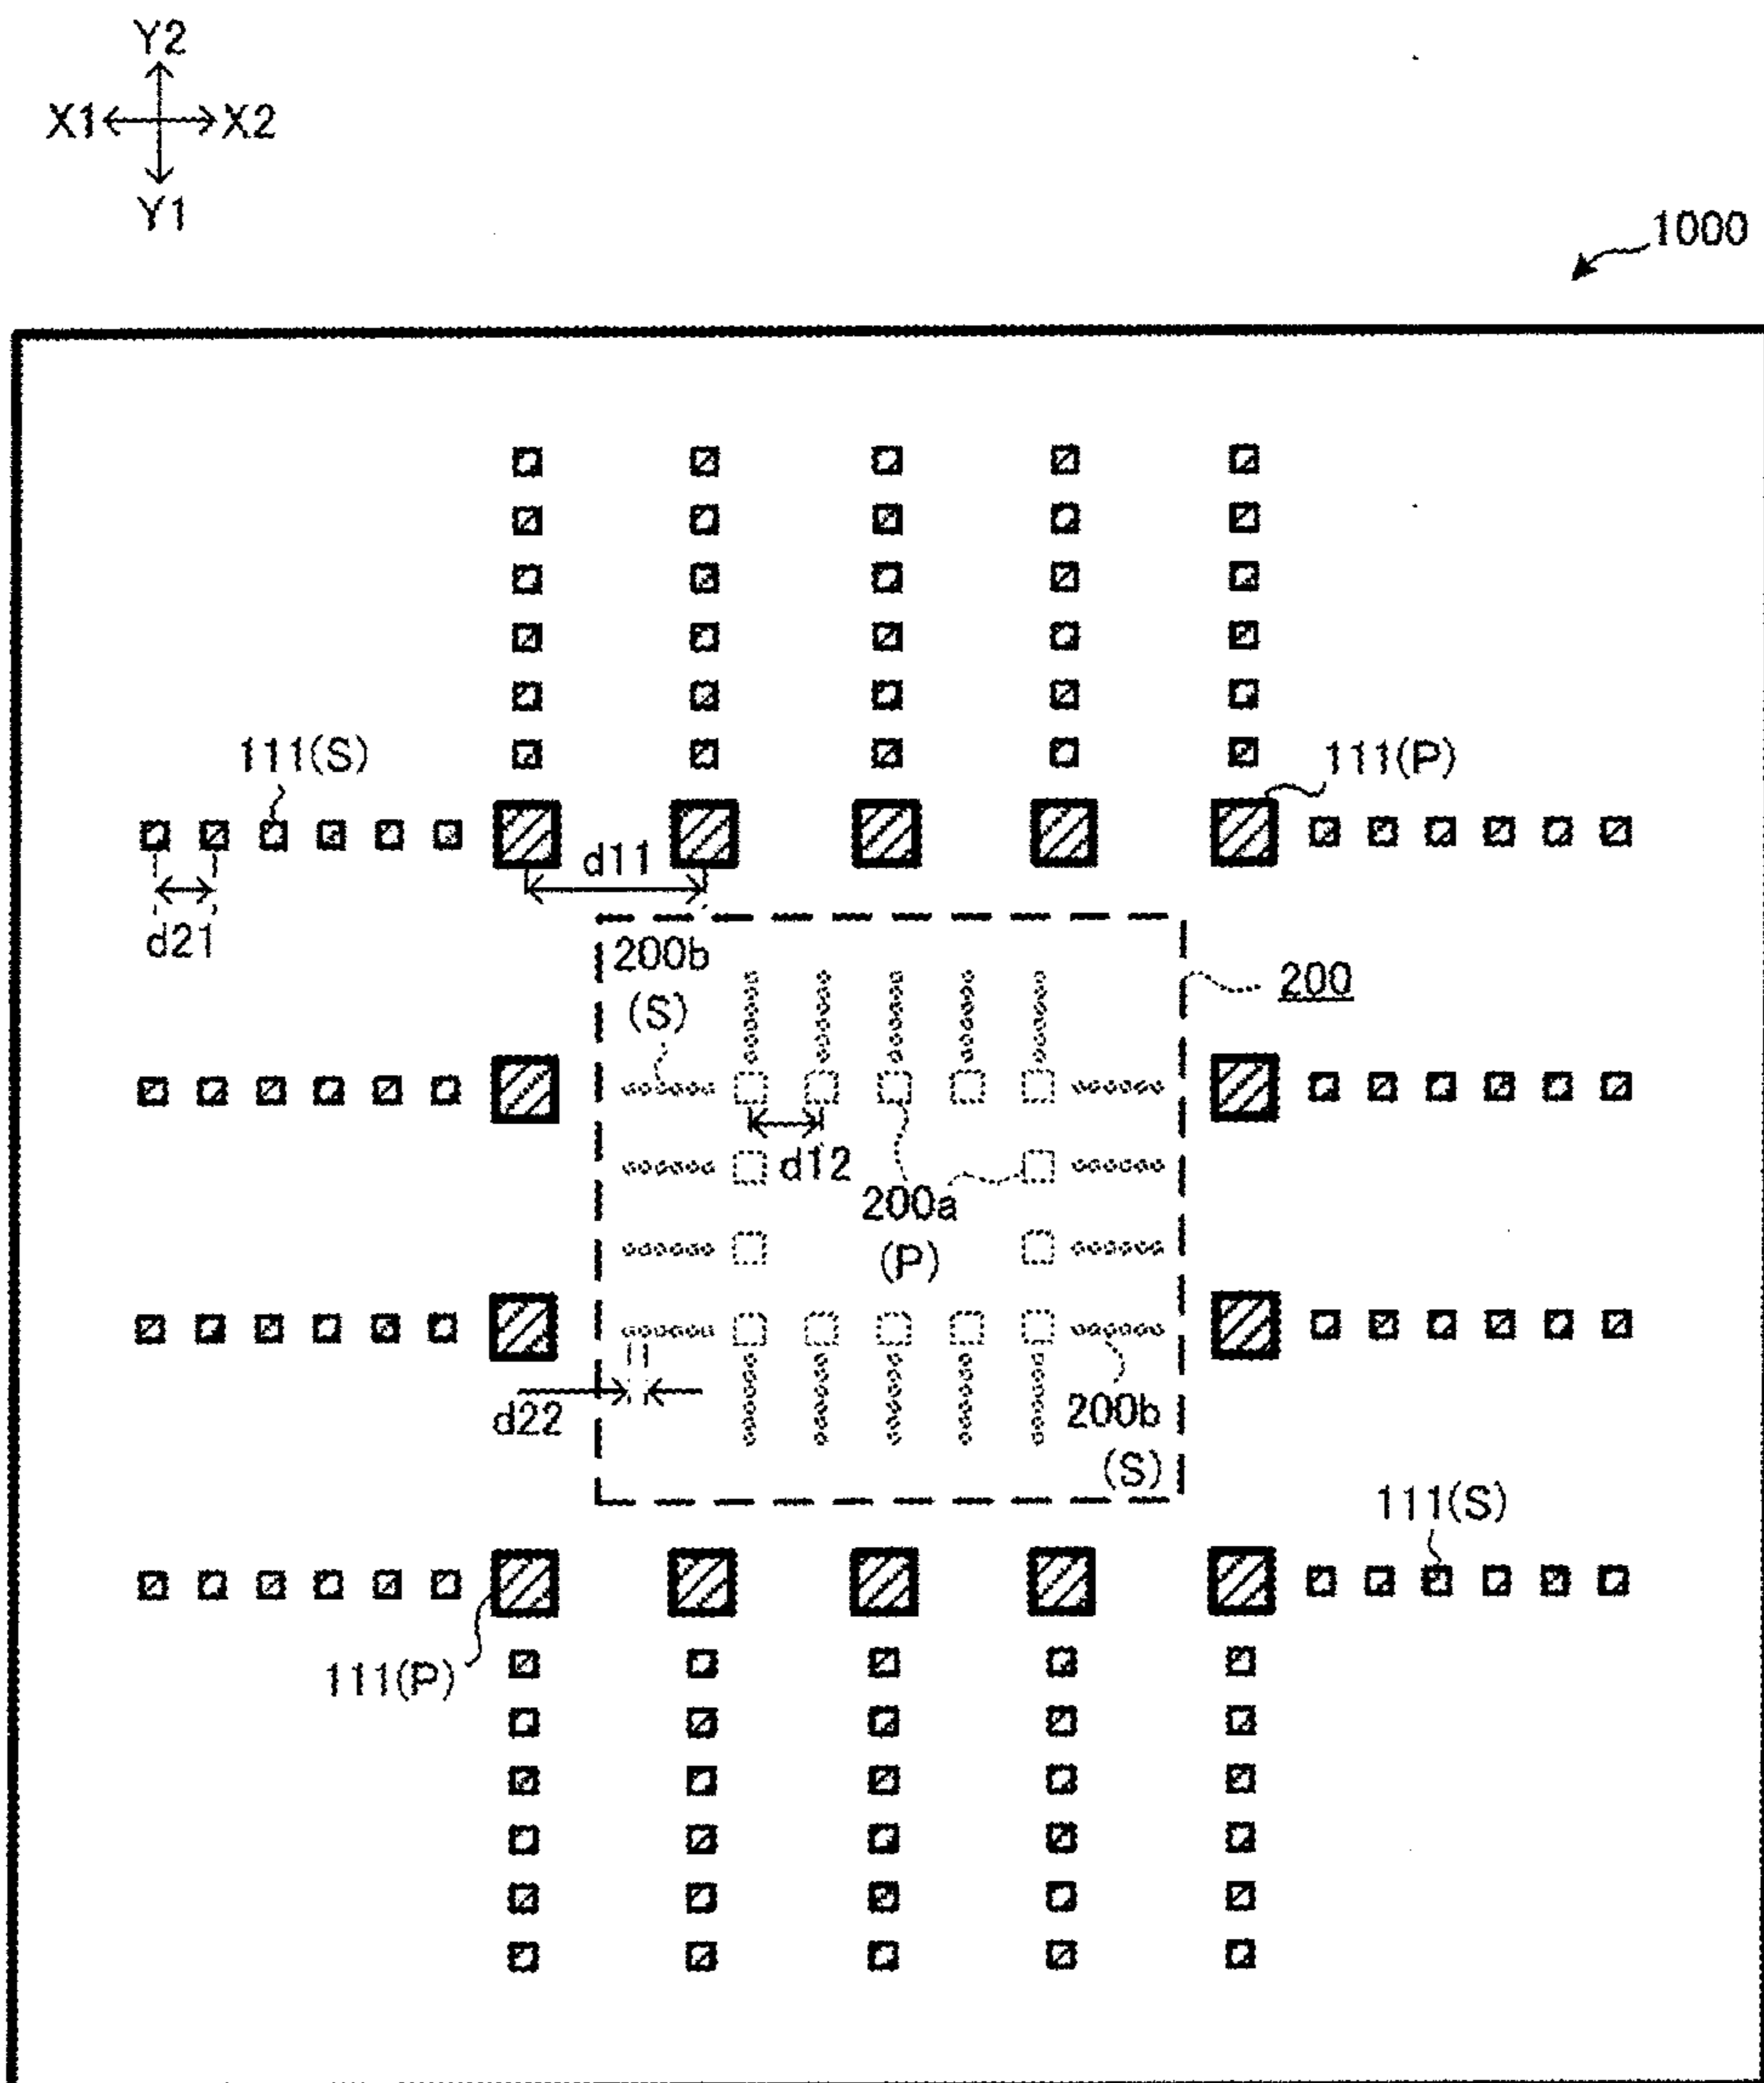 Y2
X1 X2
Y1
1000
111(S)
111(P)
d11
d21
200b
(S)
200
d12
200a
(P)
d22
200b
(S)
111(S)
111(P)